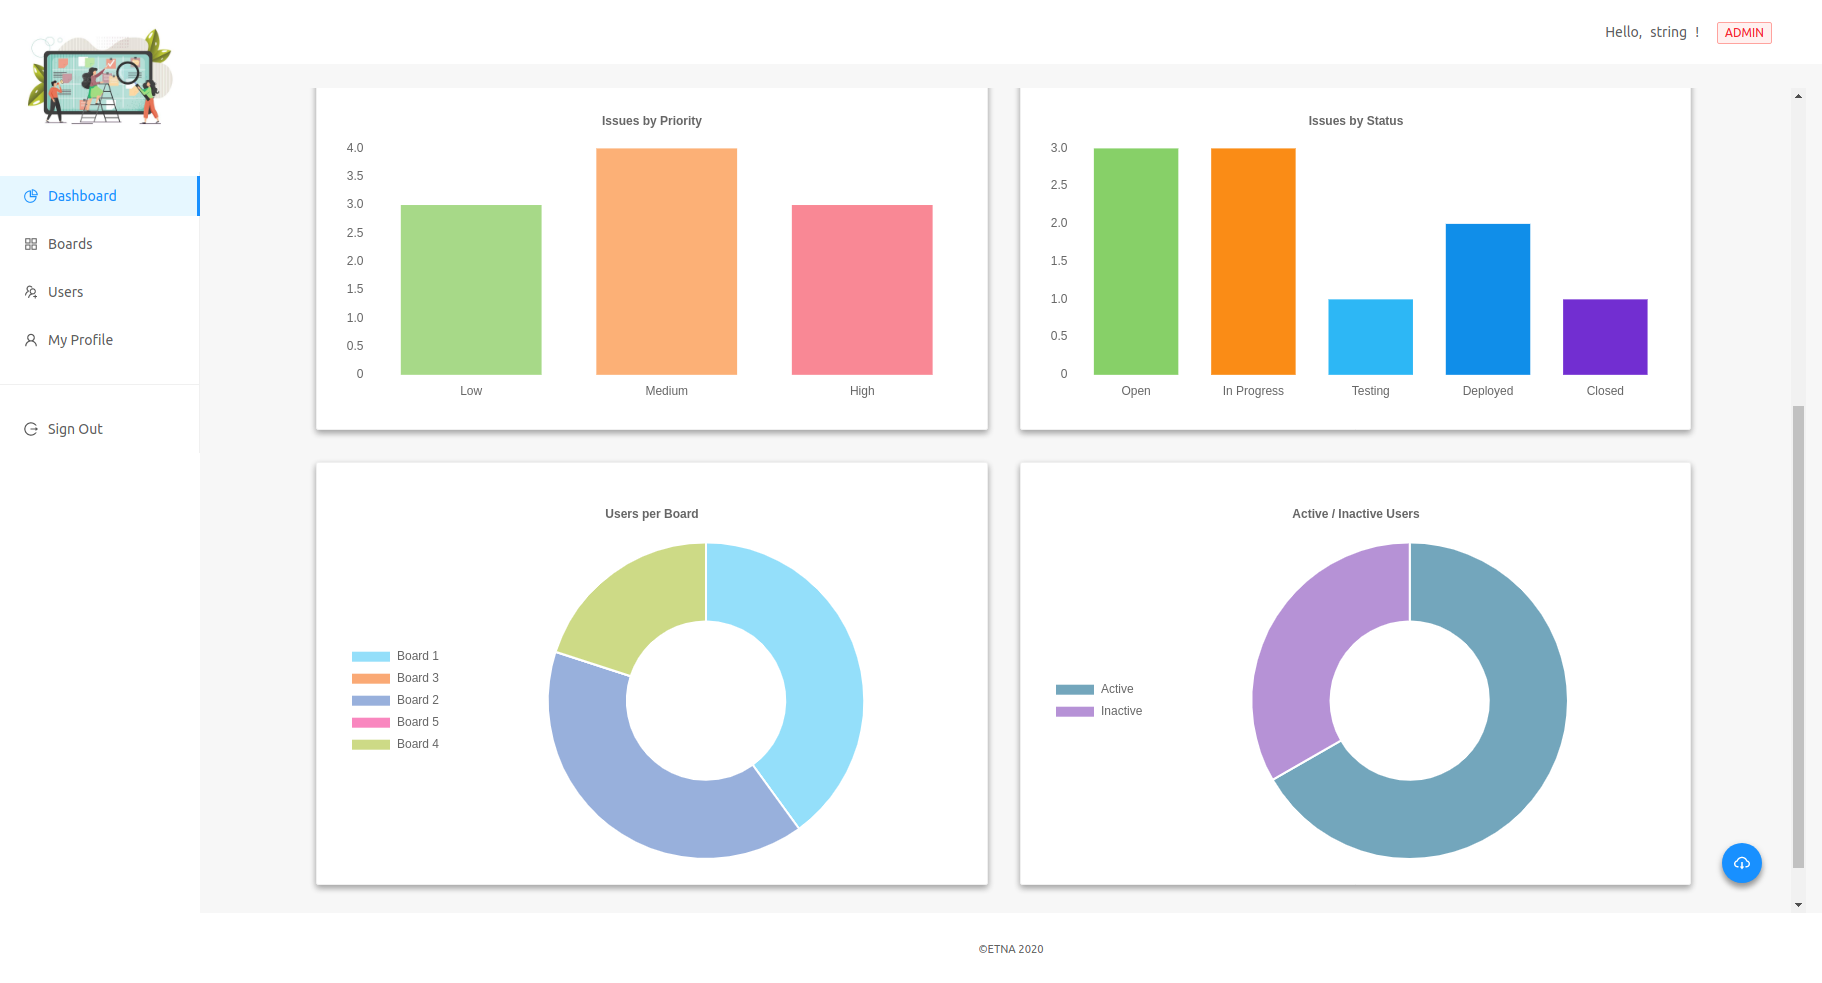 Hello, string !
ADMIN
Dashboard
Boards
Users
My Profile
Sign Out
Issues by Priority
4.0
3.5
3.0
2.5
2.0
1.5
1.0
0.5
0
Low Medium High
Issues by Status
3.0
2.5
2.0
1.5
1.0
0.5
0
Open In Progress Testing Deployed Closed
Users per Board
Board 1
Board 3
Board 2
Board 5
Board 4
Active / Inactive Users
Active
Inactive
©ETNA 2020